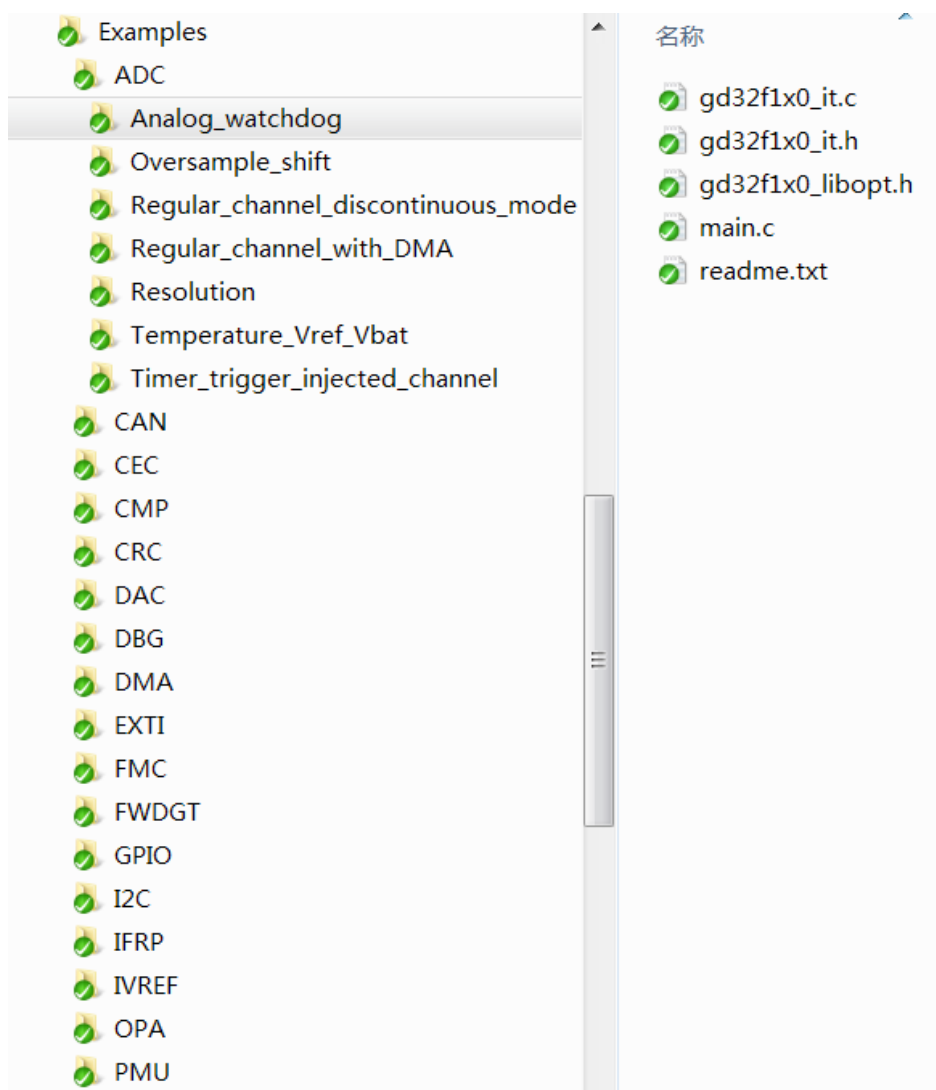 Examples
ADC
Analog_watchdog
Oversample_shift
Regular_channel_discontinuous_mode
Regular_channel_with_DMA
Resolution
Temperature_Vref_Vbat
Timer_trigger_injected_channel
CAN
CEC
CMP
CRC
DAC
DBG
DMA
EXTI
FMC
FWDGT
GPIO
I2C
IFRP
IVREF
OPA
PMU
名称
gd32f1x0_it.c
gd32f1x0_it.h
gd32f1x0_libopt.h
main.c
readme.txt